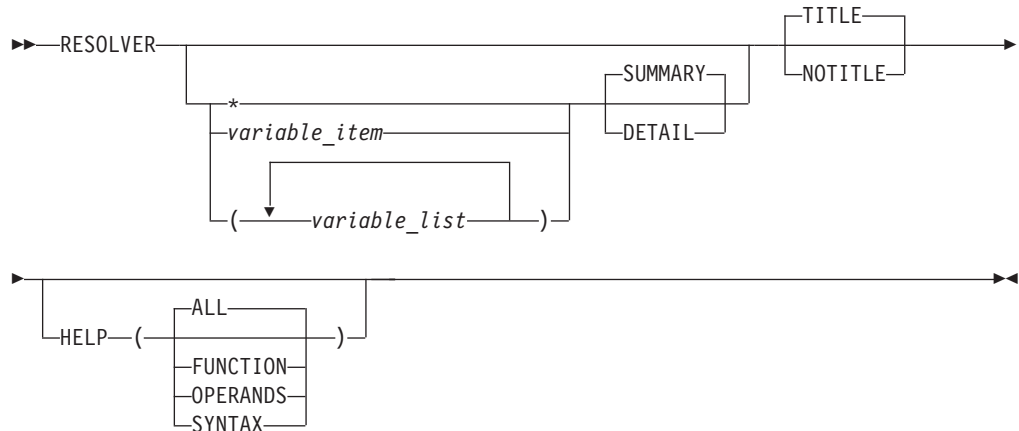 TITLE
RESOLVER
SUMMARY
NOTITLE
*
variable_item
DETAIL
( variable_list )
ALL
HELP ( )
FUNCTION
OPERANDS
SYNTAX